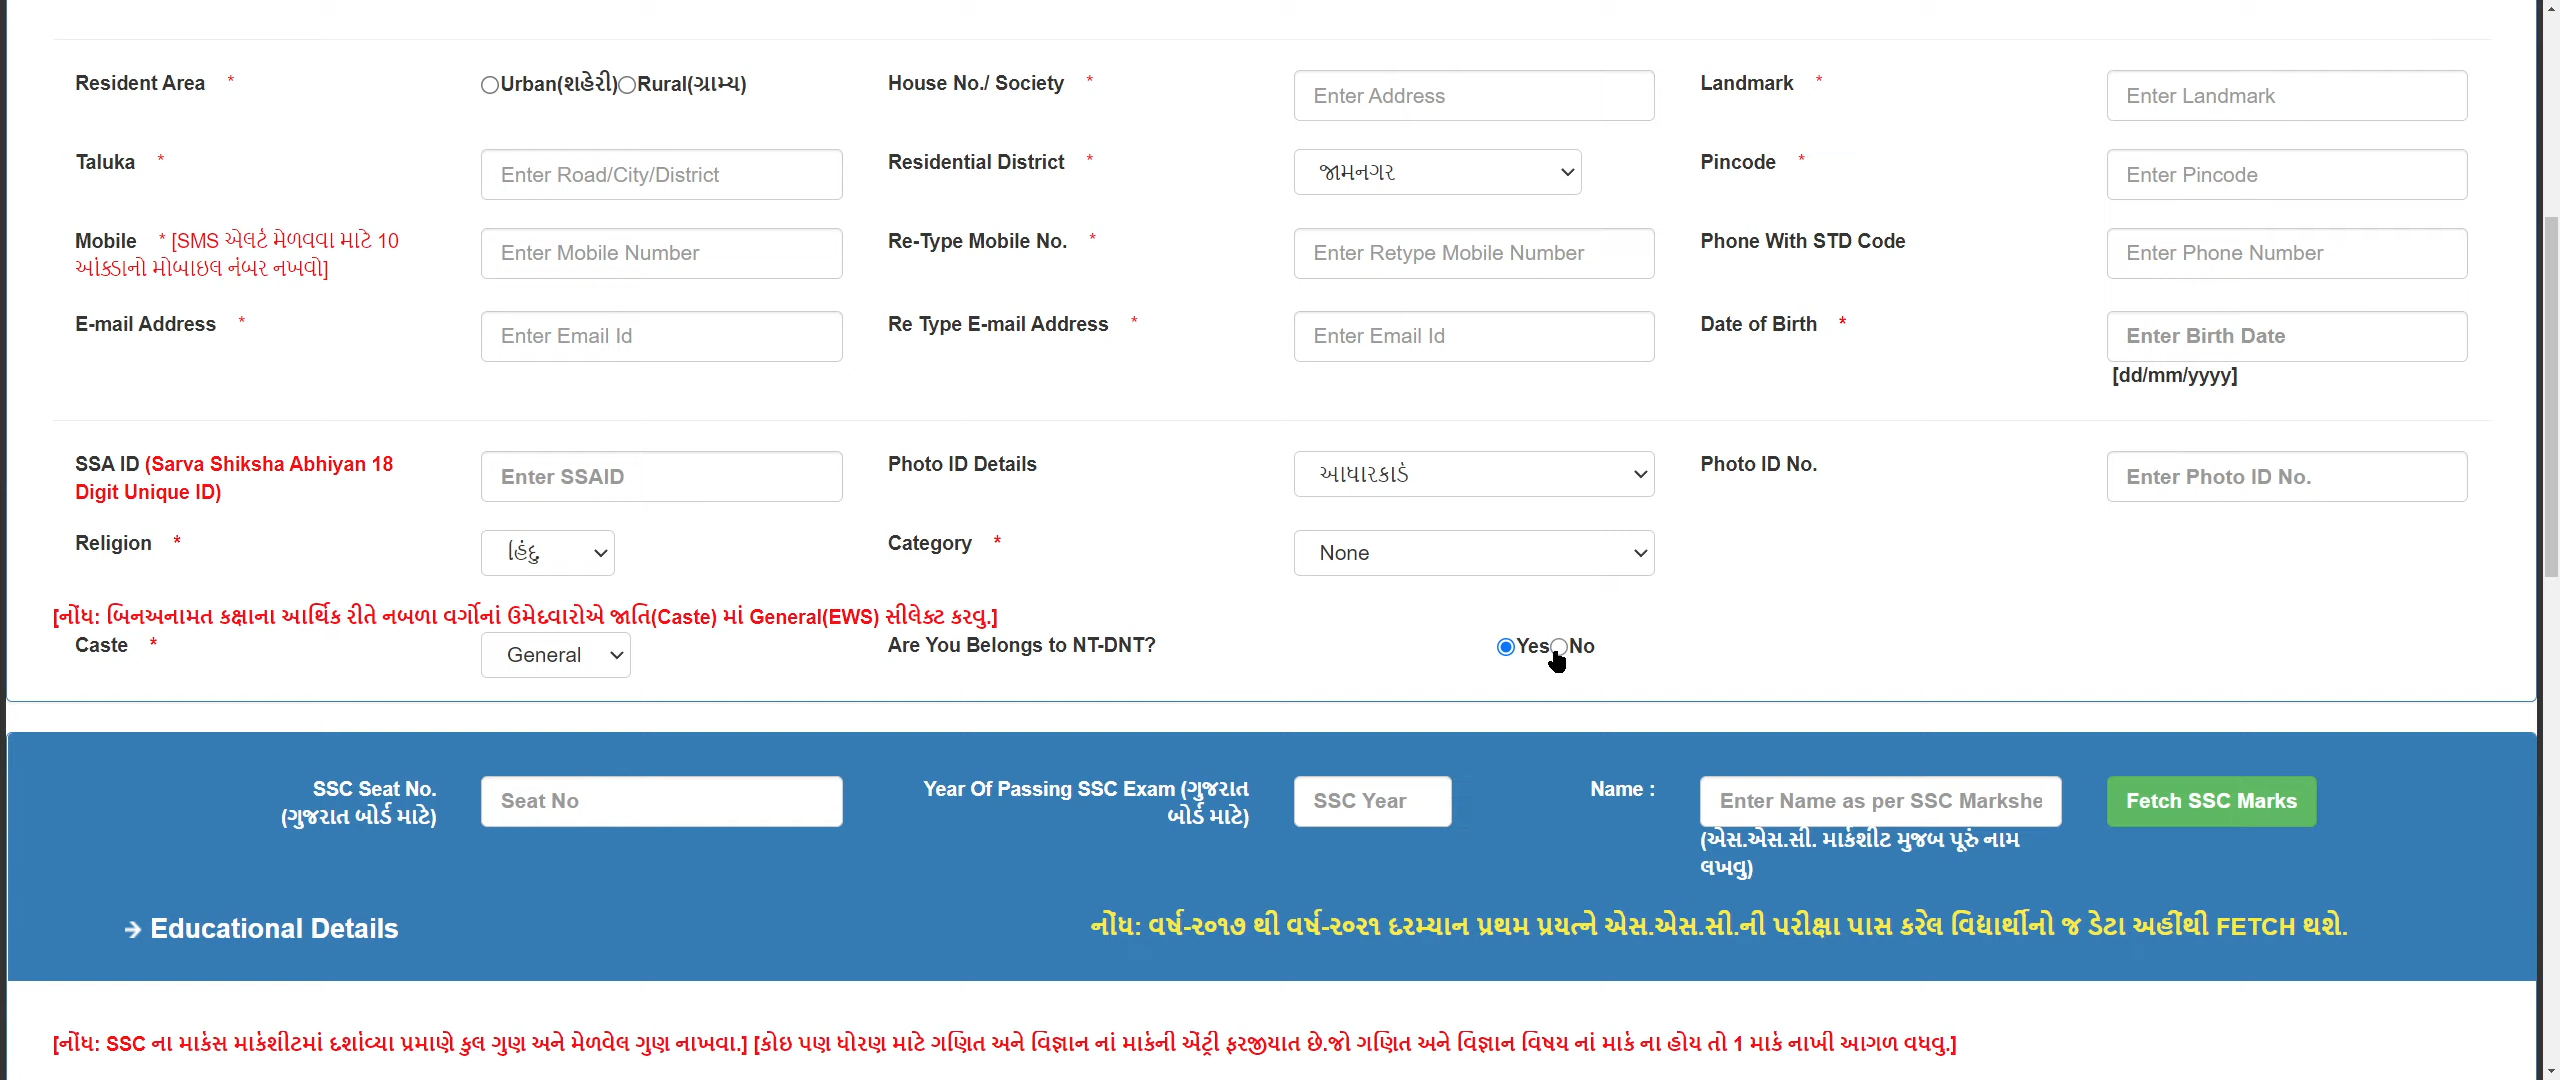 Resident Area * Urban(શહેરી) Rural(ગ્રામ્ય) House No./ Society * Enter Address Landmark * Enter Landmark
Taluka * Enter Road/City/District Residential District * જામનગર Pincode * Enter Pincode
Mobile * [SMS એલર્ટ મેળવવા માટે 10 Enter Mobile Number Re-Type Mobile No. * Enter Retype Mobile Number Phone With STD Code Enter Phone Number
આંકડાનો મોબાઇલ નંબર નખવો]
E-mail Address * Enter Email Id Re Type E-mail Address * Enter Email Id Date of Birth * Enter Birth Date
[dd/mm/yyyy]
SSA ID (Sarva Shiksha Abhiyan 18 Enter SSAID Photo ID Details આધારકાર્ડ Photo ID No. Enter Photo ID No.
Digit Unique ID)
Religion * હિંદુ Category * None
[નોંધ: બિનઅનામત કક્ષાના આર્થિક રીતે નબળા વર્ગોનાં ઉમેદવારોએ જાતિ(Caste) માં General(EWS) સીલેક્ટ કરવુ.]
Caste * General Are You Belongs to NT-DNT? Yes No
SSC Seat No. Seat No Year Of Passing SSC Exam (ગુજરાત SSC Year Name : Enter Name as per SSC Markshe Fetch SSC Marks
(ગુજરાત બોર્ડ માટે) બોર્ડ માટે) (એસ.એસ.સી. માર્કશીટ મુજબ પૂરું નામ
લખવુ)
Educational Details નોંધ: વર્ષ-૨૦૧૭ થી વર્ષ-૨૦૨૧ દરમ્યાન પ્રથમ પ્રયત્ને એસ.એસ.સી.ની પરીક્ષા પાસ કરેલ વિદ્યાર્થીનો જ ડેટા અહીંથી FETCH થશે.
[નોંધ: SSC ના માર્કસ માર્કશીટમાં દર્શાવ્યા પ્રમાણે કુલ ગુણ અને મેળવેલ ગુણ નાખવા.] [કોઇ પણ ધોરણ માટે ગણિત અને વિજ્ઞાન નાં માર્કની એંટ્રી ફરજીયાત છે.જો ગણિત અને વિજ્ઞાન વિષય નાં માર્ક ના હોય તો 1 માર્ક નાખી આગળ વધવુ.]